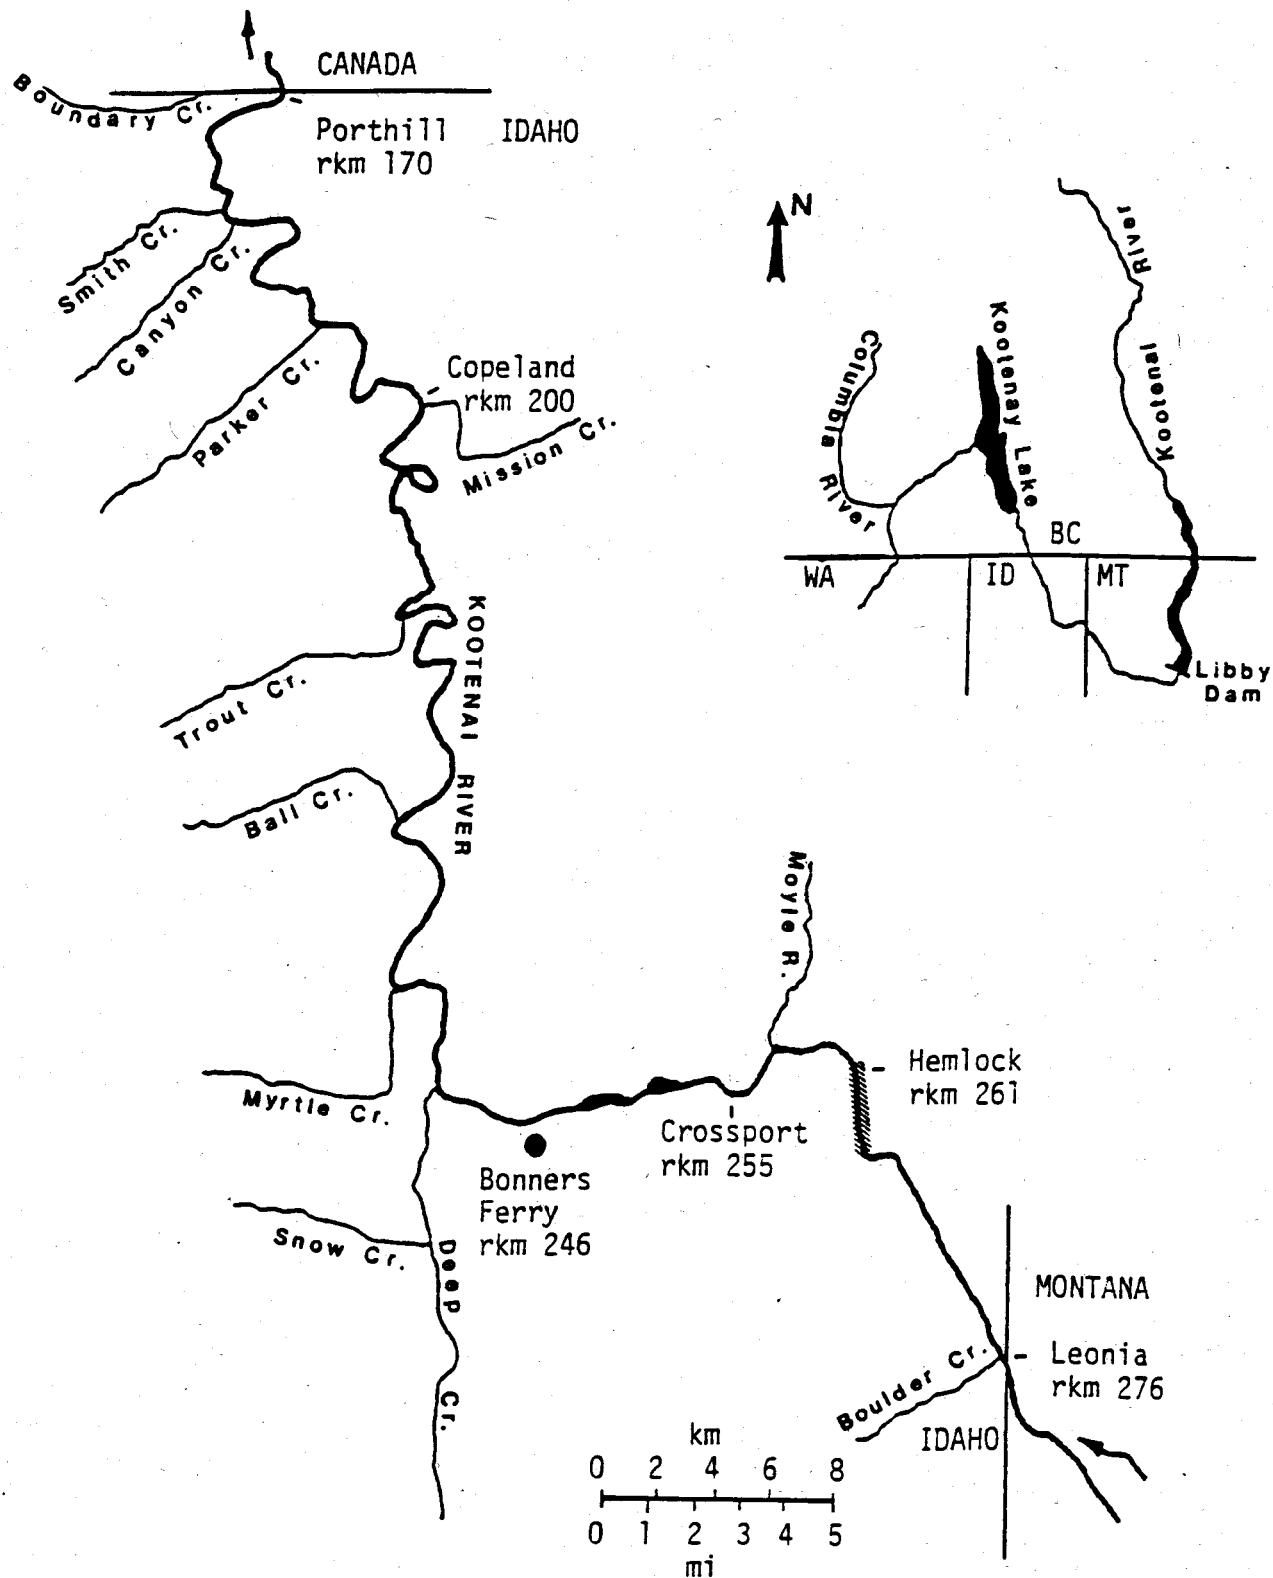 CANADA
Boundary Cr.
Porthill IDAHO
rkm 170
N
River
Smith Cr.
Canyon Cr.
Kootenay Lake
Columbia River
Kootenai
Copeland
rkm 200
Parker Cr.
Mission Cr.
BC
WA ID MT
KOOTENAI RIVER
Libby
Dam
Trout Cr.
Ball Cr.
Moyie R.
Hemlock
rkm 261
Myrtle Cr.
Crossport
rkm 255
Bonners
Ferry
rkm 246
Snow Cr.
Deep Cr.
MONTANA
Leonia
rkm 276
Boulder Cr.
IDAHO
km
0 2 4 6 8
0 1 2 3 4 5
mi